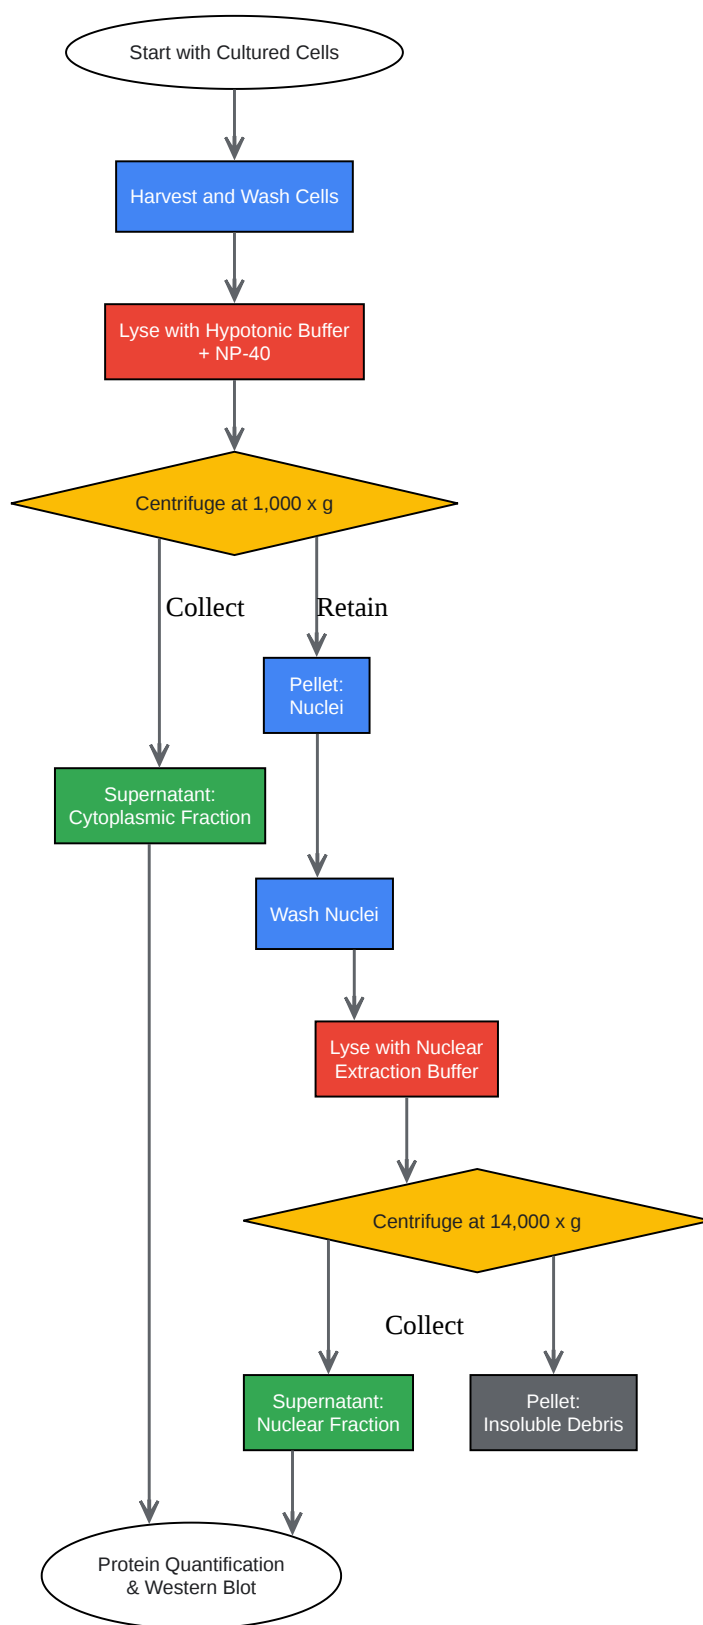 Start with Cultured Cells
Harvest and Wash Cells
Lyse with Hypotonic Buffer
+ NP-40
Centrifuge at 1,000 x g
Collect
Retain
Pellet:
Nuclei
Supernatant:
Cytoplasmic Fraction
Wash Nuclei
Lyse with Nuclear
Extraction Buffer
Centrifuge at 14,000 x g
Collect
Supernatant:
Nuclear Fraction
Pellet:
Insoluble Debris
Protein Quantification
& Western Blot